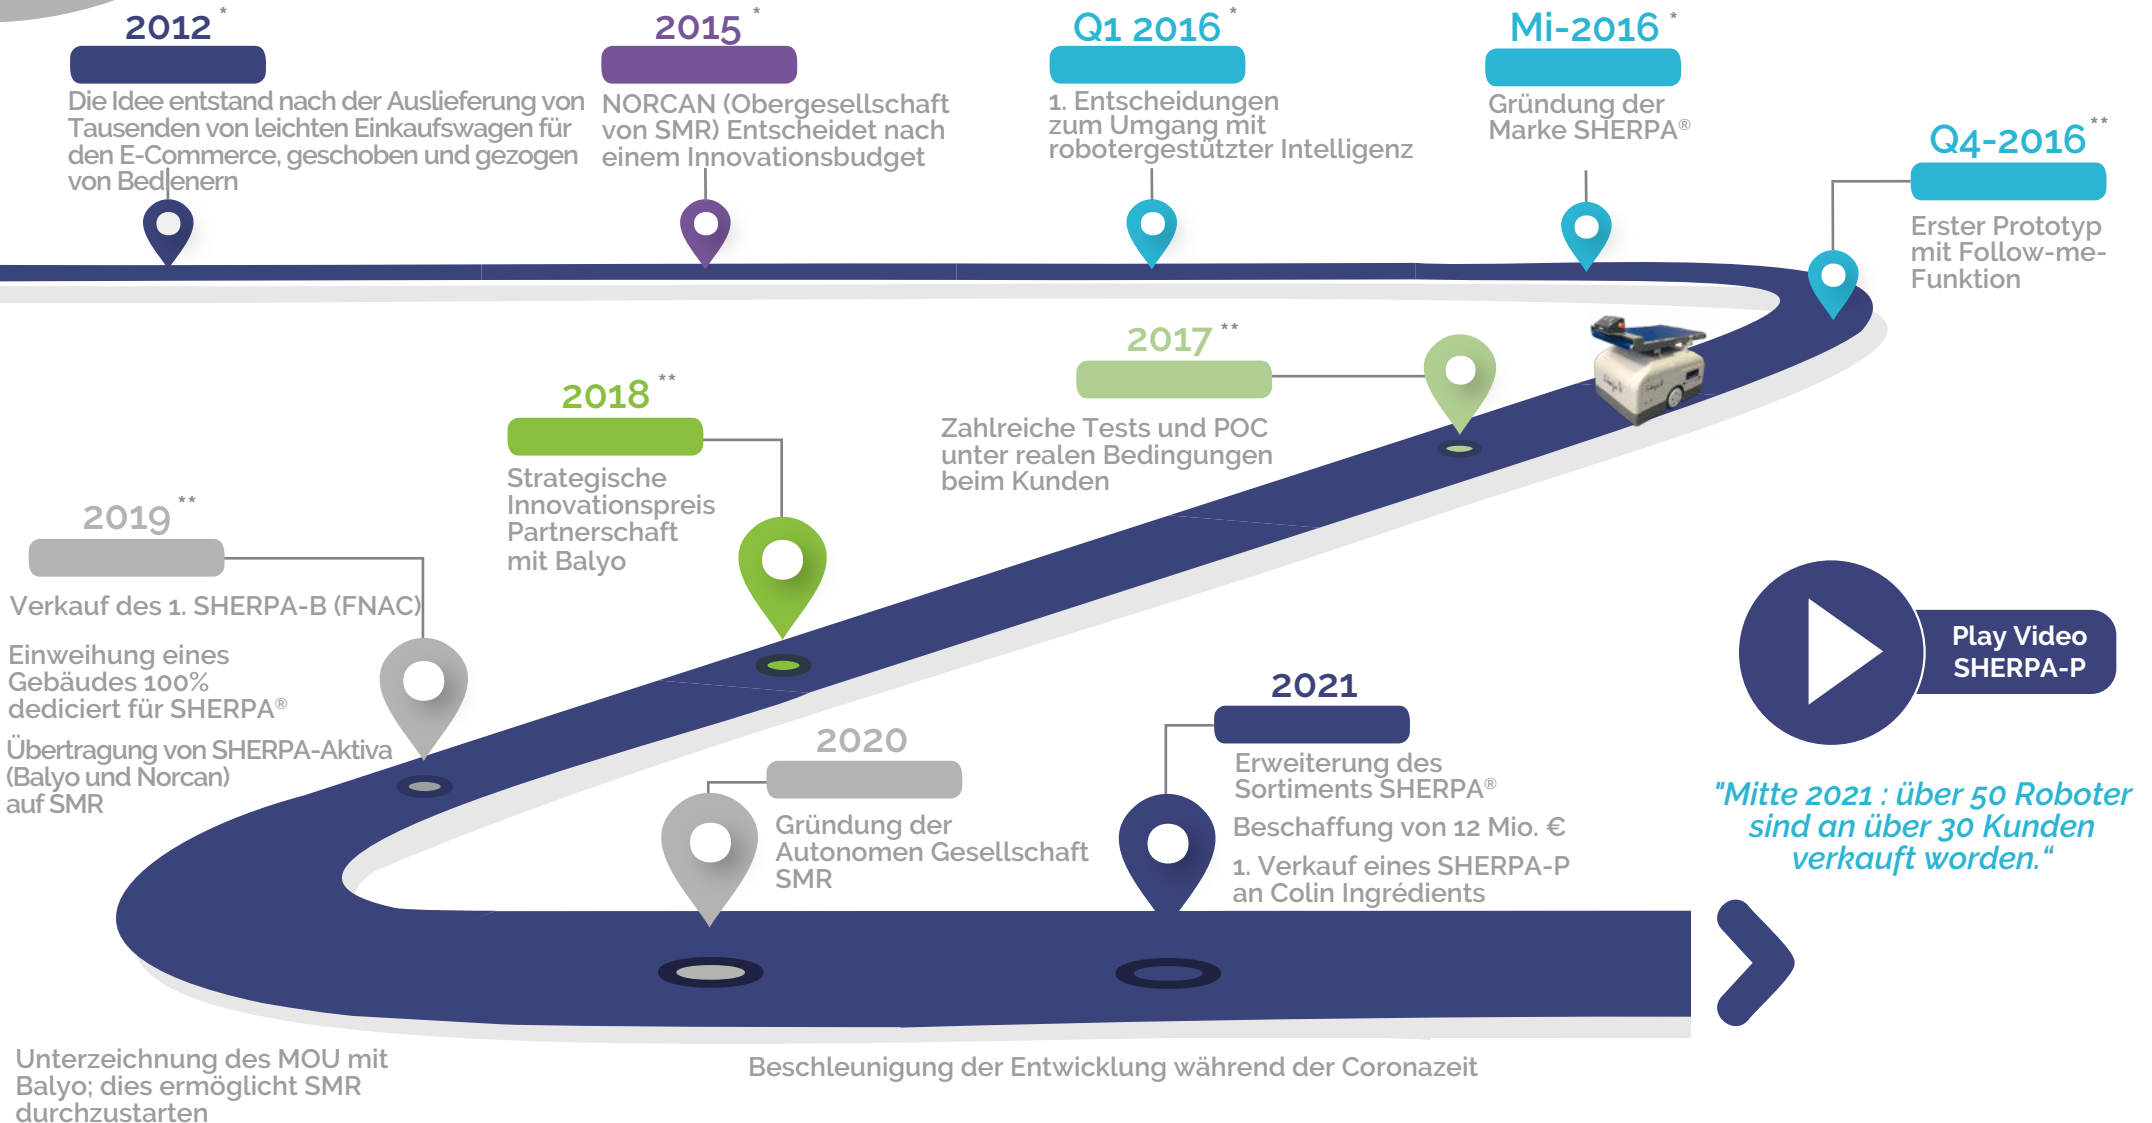 2012 *
Die Idee entstand nach der Auslieferung von
Tausenden von leichten Einkaufswagen für
den E-Commerce, geschoben und gezogen
von Bedienern
2015 *
NORCAN (Obergesellschaft
von SMR) Entscheidet nach
einem Innovationsbudget
Q1 2016 *
1. Entscheidungen
zum Umgang mit
robotergestützter Intelligenz
Mi-2016 *
Gründung der
Marke SHERPA®
Q4-2016 **
Erster Prototyp
mit Follow-me-
Funktion
2017 **
Zahlreiche Tests und POC
unter realen Bedingungen
beim Kunden
2018 **
Strategische
Innovationspreis
Partnerschaft
mit Balyo
2019 **
Verkauf des 1. SHERPA-B (FNAC)
Einweihung eines
Gebäudes 100%
dediciert für SHERPA®
Übertragung von SHERPA-Aktiva
(Balyo und Norcan)
auf SMR
2020
Gründung der
Autonomen Gesellschaft
SMR
2021
Erweiterung des
Sortiments SHERPA®
Beschaffung von 12 Mio. €
1. Verkauf eines SHERPA-P
an Colin Ingrédients
Play Video
SHERPA-P
"Mitte 2021 : über 50 Roboter
sind an über 30 Kunden
verkauft worden.“
Unterzeichnung des MOU mit
Balyo; dies ermöglicht SMR
durchzustarten
Beschleunigung der Entwicklung während der Coronazeit